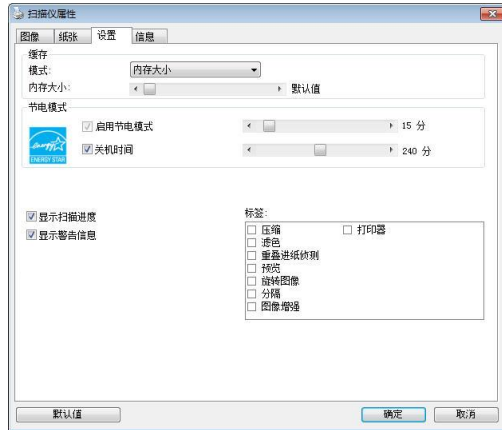 扫描仪属性
图像 纸张 设置 信息
缓存
模式: 内存大小
内存大小: 默认值
节电模式
启用节电模式 15 分
关机时间 240 分
ENERGY STAR
显示扫描进度
显示警告信息
标签:
压缩 打印器
滤色
重叠进纸侦测
预览
旋转图像
分隔
图像增强
默认值 确定 取消